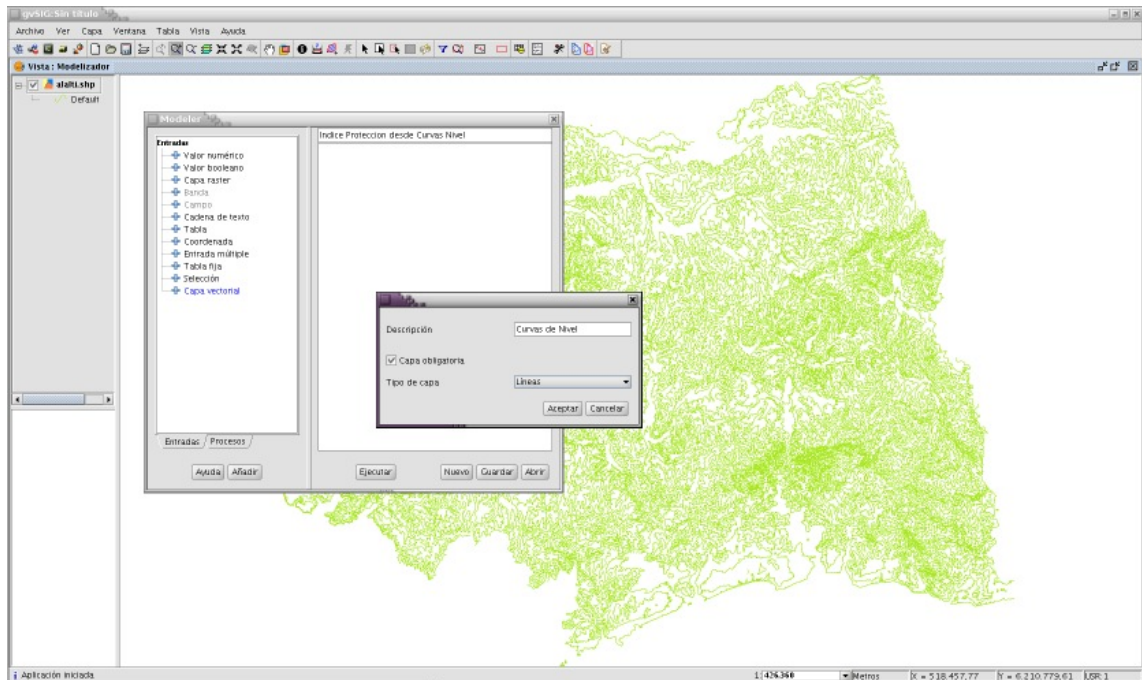 gvSIG:Sin título
Archivo Ver Capa Ventana Tabla Vista Ayuda
Vista : Modelizador
alalti.shp
Default
Modeler
Entradas
Valor numérico
Valor booleano
Capa raster
Banda
Campo
Cadena de texto
Tabla
Coordenada
Entrada múltiple
Tabla fija
Selección
Capa vectorial
Entradas Procesos
Ayuda Añadir
Indice Proteccion desde Curvas Nivel
Ejecutar Nuevo Guardar Abrir
Descripción Curvas de Nivel
Capa obligatoria
Tipo de capa Líneas
Aceptar Cancelar
Aplicación iniciada. 1: 426.360 Metros X = 518.457,77 Y = 6.210.779,61 USR:1